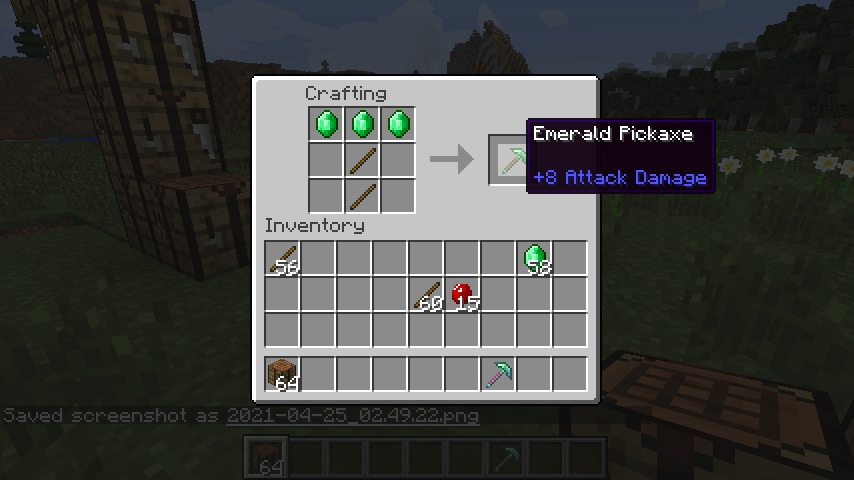 Crafting
Emerald Pickaxe
+8 Attack Damage
Inventory
56
58
60
15
64
Saved screenshot as 2021-04-25_02.49.22.png
64